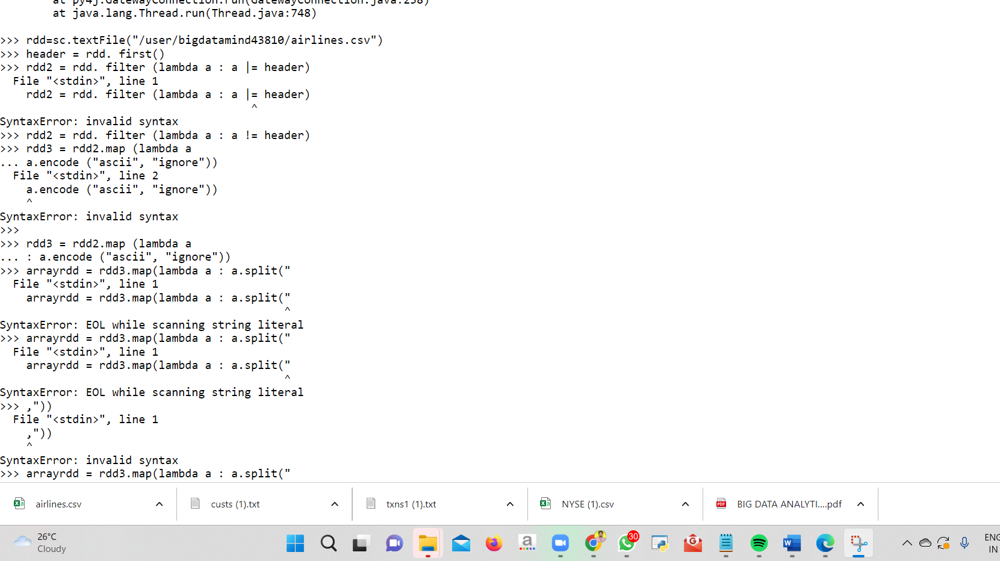 at py4j.GatewayConnection.run(GatewayConnection.java:238)
at java.lang.Thread.run(Thread.java:748)
>>> rdd=sc.textFile("/user/bigdatamind43810/airlines.csv")
>>> header = rdd. first()
>>> rdd2 = rdd. filter (lambda a : a |= header)
File "<stdin>", line 1
rdd2 = rdd. filter (lambda a : a |= header)
^
SyntaxError: invalid syntax
>>> rdd2 = rdd. filter (lambda a : a != header)
>>> rdd3 = rdd2.map (lambda a
... a.encode ("ascii", "ignore"))
File "<stdin>", line 2
a.encode ("ascii", "ignore"))
^
SyntaxError: invalid syntax
>>>
>>> rdd3 = rdd2.map (lambda a
... : a.encode ("ascii", "ignore"))
>>> arrayrdd = rdd3.map(lambda a : a.split("
File "<stdin>", line 1
arrayrdd = rdd3.map(lambda a : a.split("
^
SyntaxError: EOL while scanning string literal
>>> arrayrdd = rdd3.map(lambda a : a.split("
File "<stdin>", line 1
arrayrdd = rdd3.map(lambda a : a.split("
^
SyntaxError: EOL while scanning string literal
>>> ,"))
File "<stdin>", line 1
,"))
^
SyntaxError: invalid syntax
>>> arrayrdd = rdd3.map(lambda a : a.split("
airlines.csv
custs (1).txt
txns1 (1).txt
NYSE (1).csv
BIG DATA ANALYTI....pdf
26°C
Cloudy
30
ENG
IN